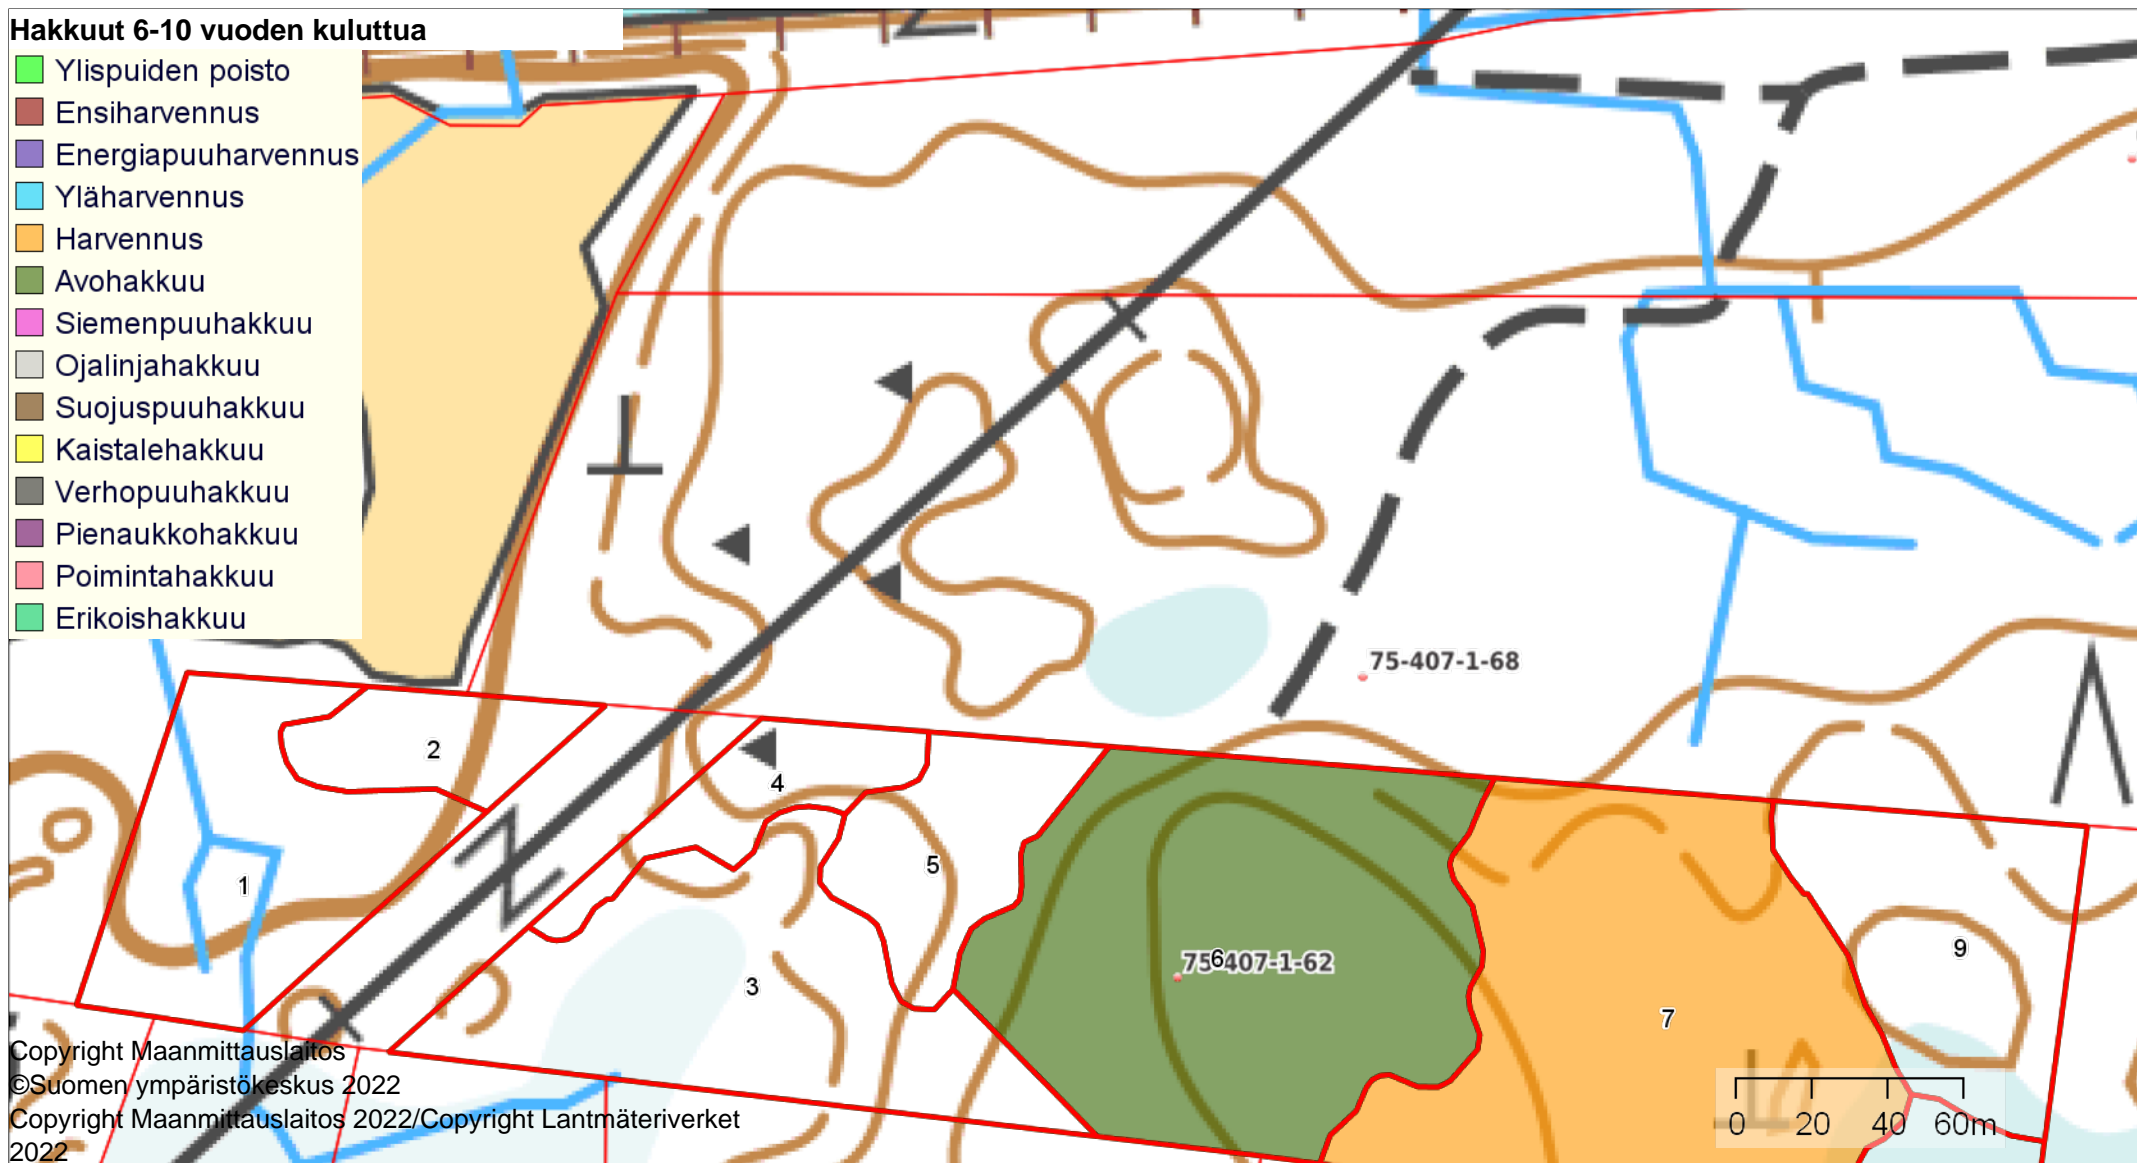 Hakkuut 6-10 vuoden kuluttua
Ylispuiden poisto
Ensiharvennus
Energiapuuharvennus
Yläharvennus
Harvennus
Avohakkuu
Siemenpuuhakkuu
Ojalinjahakkuu
Suojuspuuhakkuu
Kaistalehakkuu
Verhopuuhakkuu
Pienaukkohakkuu
Poimintahakkuu
Erikoishakkuu
75-407-1-68
2
4
5
1
3
75-407-1-62
6
9
7
0 20 40 60m
Copyright Maanmittauslaitos
©Suomen ympäristökeskus 2022
Copyright Maanmittauslaitos 2022/Copyright Lantmäteriverket
2022